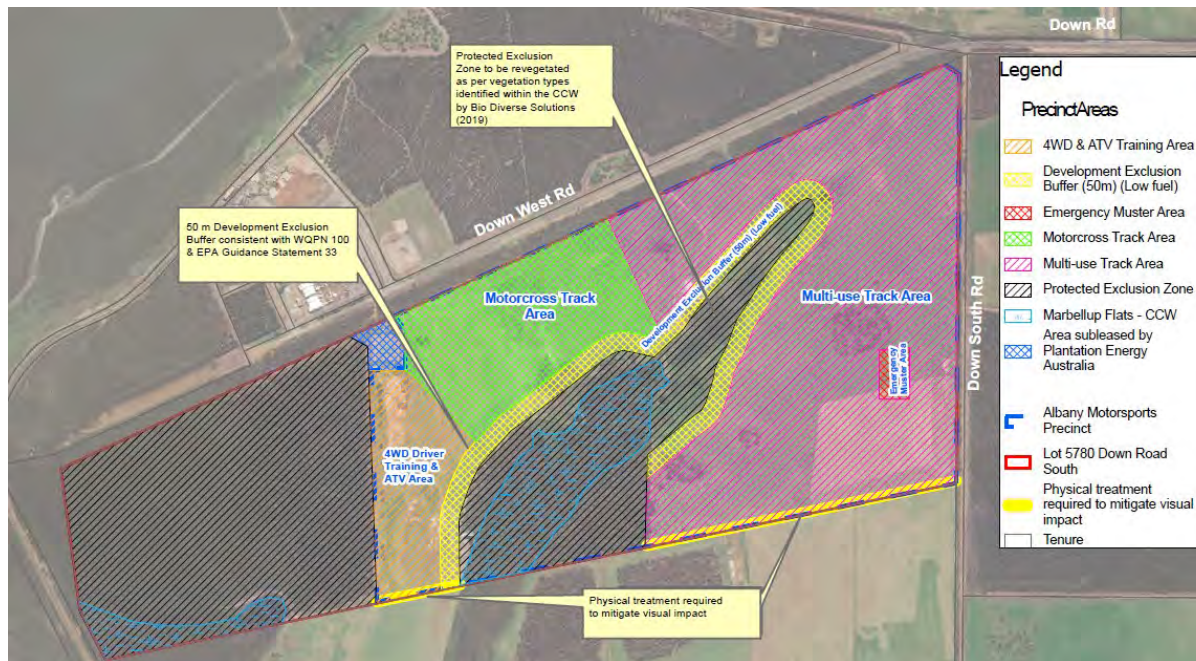 Down Rd
Protected Exclusion
Zone to be revegetated
as per vegetation types
identified within the CCW
by Bio Diverse Solutions
(2019)
Down West Rd
50 m Development Exclusion
Buffer consistent with WQPN 100
& EPA Guidance Statement 33
Motorcross Track
Area
Development Exclusion Buffer (50m) (Low fuel)
Multi-use Track Area
Emergency
Muster Area
Down South Rd
4WD Driver
Training &
ATV Area
Physical treatment required
to mitigate visual impact
Legend
PrecinctAreas
4WD & ATV Training Area
Development Exclusion
Buffer (50m) (Low fuel)
Emergency Muster Area
Motorcross Track Area
Multi-use Track Area
Protected Exclusion Zone
Marbellup Flats - CCW
Area subleased by
Plantation Energy
Australia
Albany Motorsports
Precinct
Lot 5780 Down Road
South
Physical treatment
required to mitigate visual
impact
Tenure